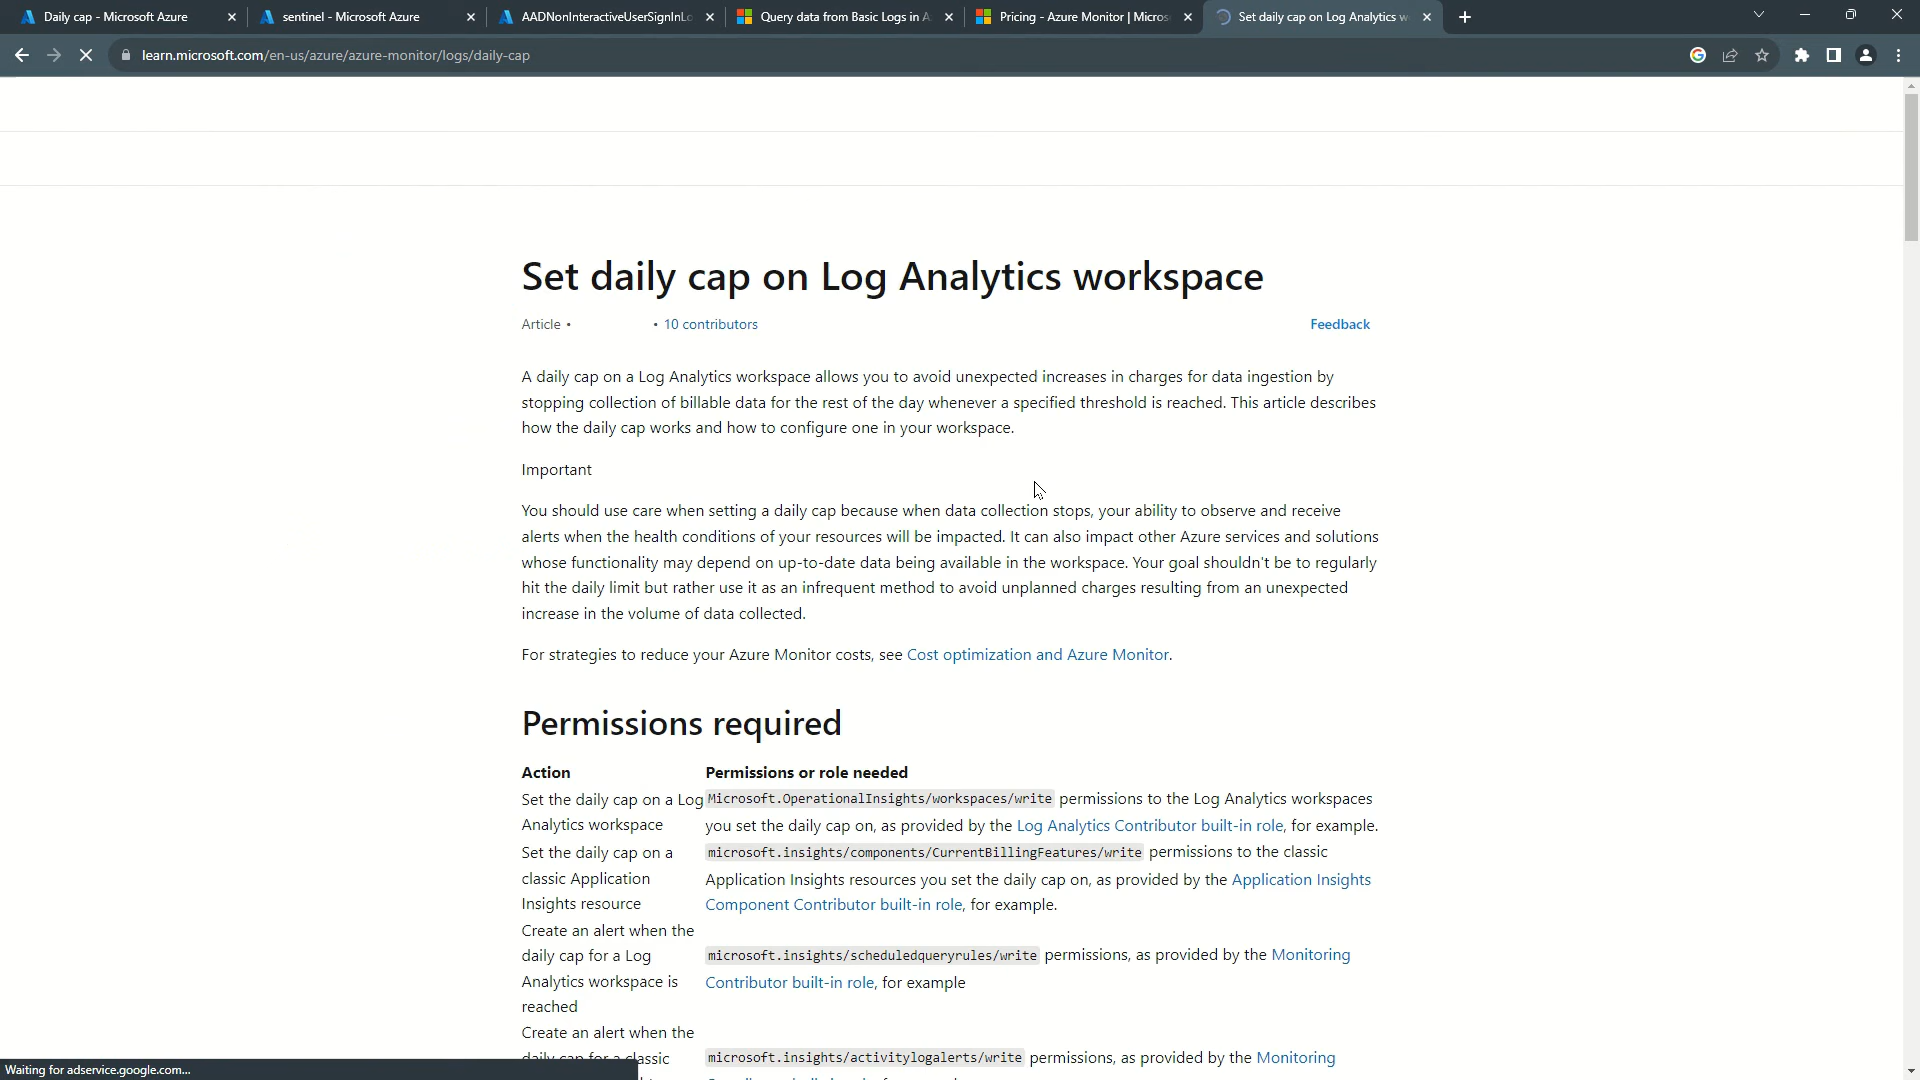 Daily cap - Microsoft Azure
sentinel - Microsoft Azure
AADNonInteractiveUserSignInLo
Query data from Basic Logs in A
Pricing - Azure Monitor | Micros
Set daily cap on Log Analytics w
learn.microsoft.com/en-us/azure/azure-monitor/logs/daily-cap
Set daily cap on Log Analytics workspace
Article •
• 10 contributors
Feedback
A daily cap on a Log Analytics workspace allows you to avoid unexpected increases in charges for data ingestion by
stopping collection of billable data for the rest of the day whenever a specified threshold is reached. This article describes
how the daily cap works and how to configure one in your workspace.
Important
You should use care when setting a daily cap because when data collection stops, your ability to observe and receive
alerts when the health conditions of your resources will be impacted. It can also impact other Azure services and solutions
whose functionality may depend on up-to-date data being available in the workspace. Your goal shouldn't be to regularly
hit the daily limit but rather use it as an infrequent method to avoid unplanned charges resulting from an unexpected
increase in the volume of data collected.
For strategies to reduce your Azure Monitor costs, see Cost optimization and Azure Monitor.
Permissions required
Action
Permissions or role needed
Set the daily cap on a Log
Analytics workspace
Microsoft.OperationalInsights/workspaces/write permissions to the Log Analytics workspaces
you set the daily cap on, as provided by the Log Analytics Contributor built-in role, for example.
Set the daily cap on a
classic Application
Insights resource
microsoft.insights/components/CurrentBillingFeatures/write permissions to the classic
Application Insights resources you set the daily cap on, as provided by the Application Insights
Component Contributor built-in role, for example.
Create an alert when the
daily cap for a Log
Analytics workspace is
reached
microsoft.insights/scheduledqueryrules/write permissions, as provided by the Monitoring
Contributor built-in role, for example
Create an alert when the
daily cap for a classic
microsoft.insights/activitylogalerts/write permissions, as provided by the Monitoring
Waiting for adservice.google.com...